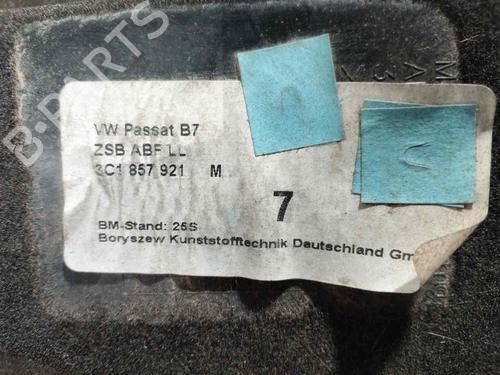 B-PARTS
VW Passat B7
ZSB ABF LL
3C1 857 921 M
7
BM-Stand: 25S
Boryszew Kunststofftechnik Deutschland Gm